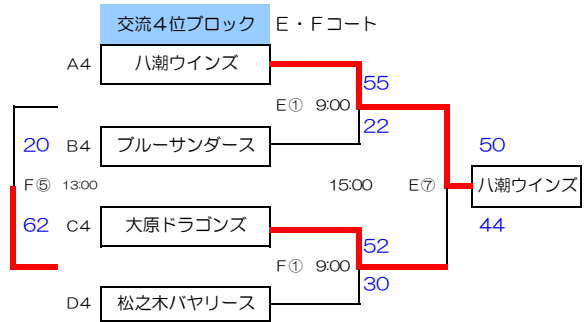 交流４位ブロック Ｅ・Ｆコート
A4 八潮ウインズ
55
E① 9:00
22
20 B4 ブルーサンダース
50
F⑤ 13:00
15:00 E⑦ 八潮ウインズ
62 C4 大原ドラゴンズ
44
52
F① 9:00
30
D4 松之木バヤリース